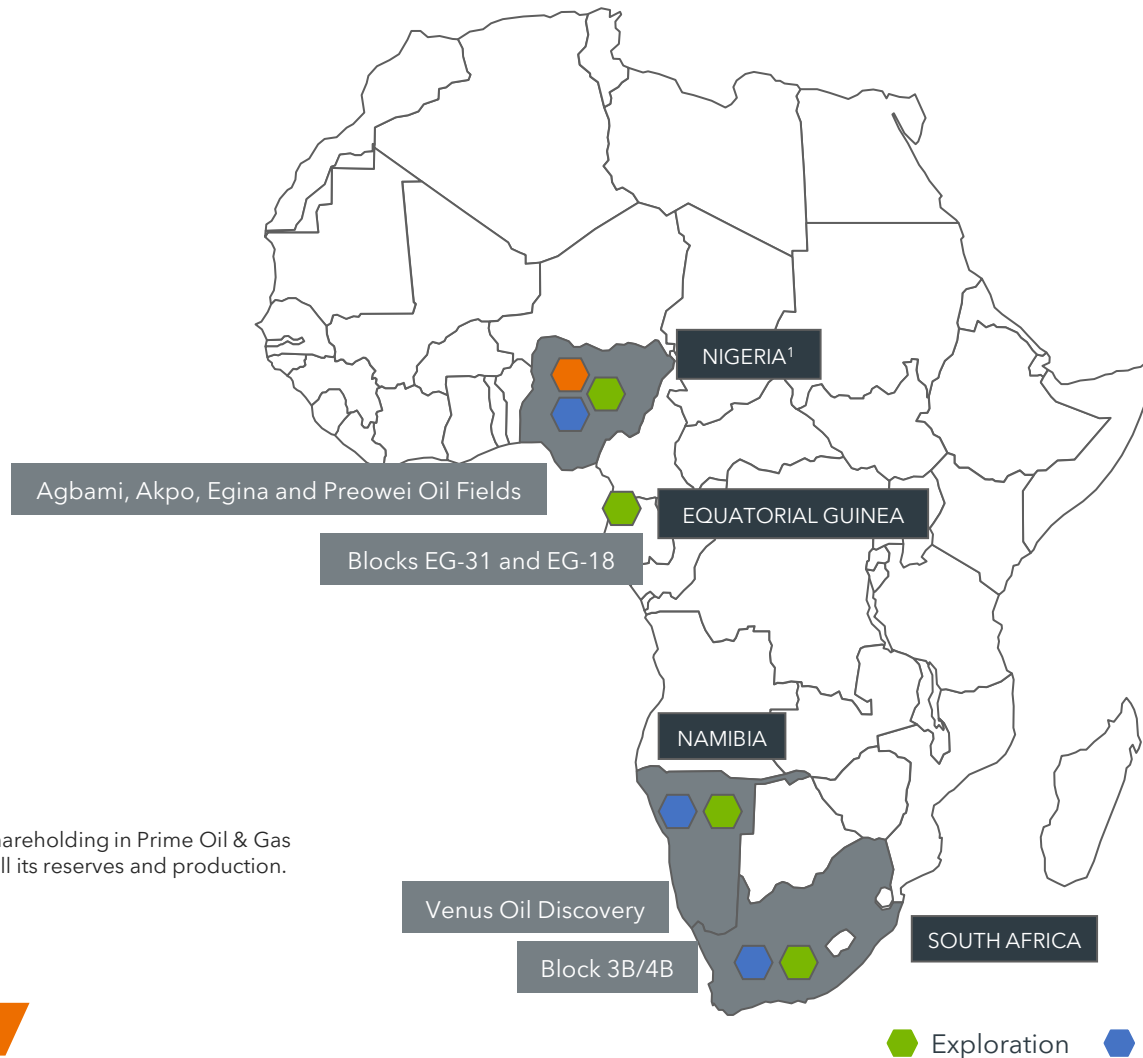 NIGERIA1
Agbami, Akpo, Egina and Preowei Oil Fields
EQUATORIAL GUINEA
Blocks EG-31 and EG-18
NAMIBIA
areholding in Prime Oil & Gas
ll its reserves and production.
Venus Oil Discovery
SOUTH AFRICA
Block 3B/4B
Exploration